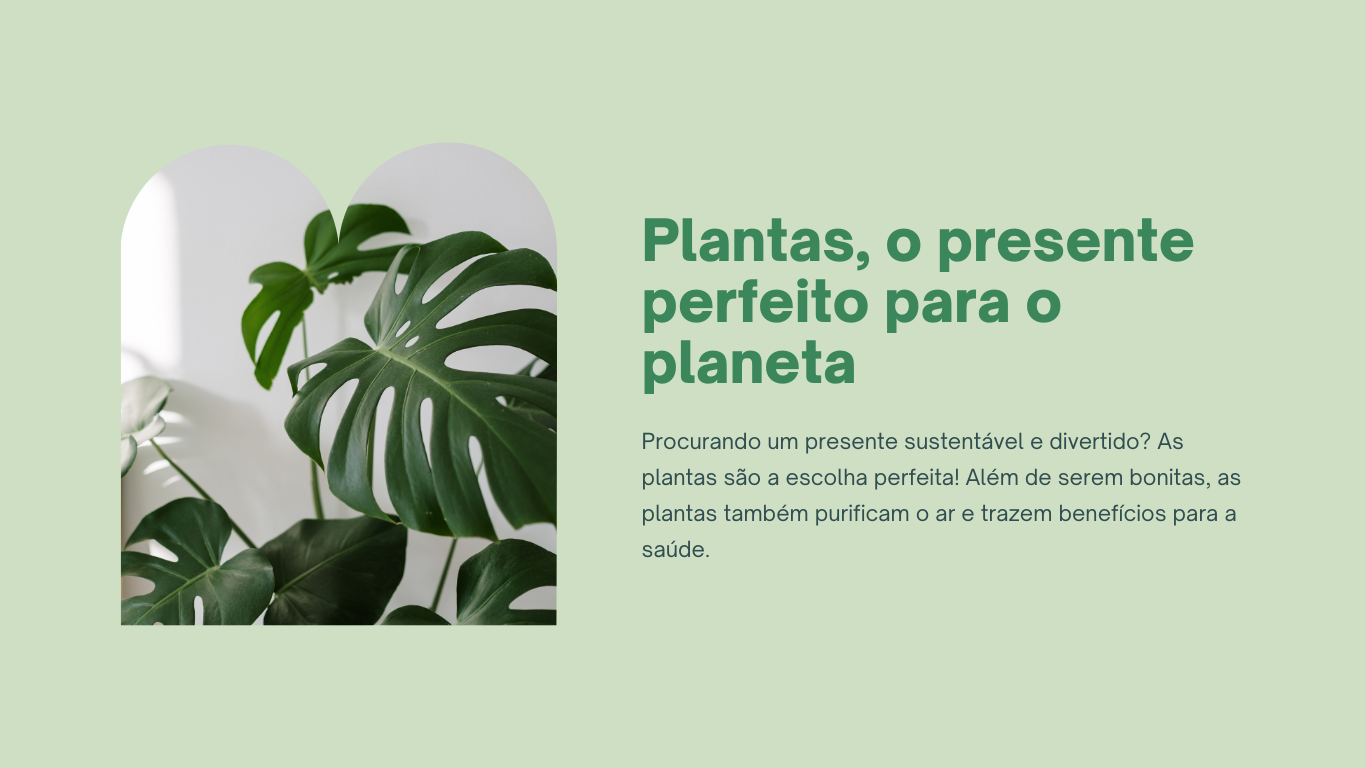 Plantas, o presente
perfeito para o
planeta
Procurando um presente sustentável e divertido? As
plantas são a escolha perfeita! Além de serem bonitas, as
plantas também purificam o ar e trazem benefícios para a
saúde.